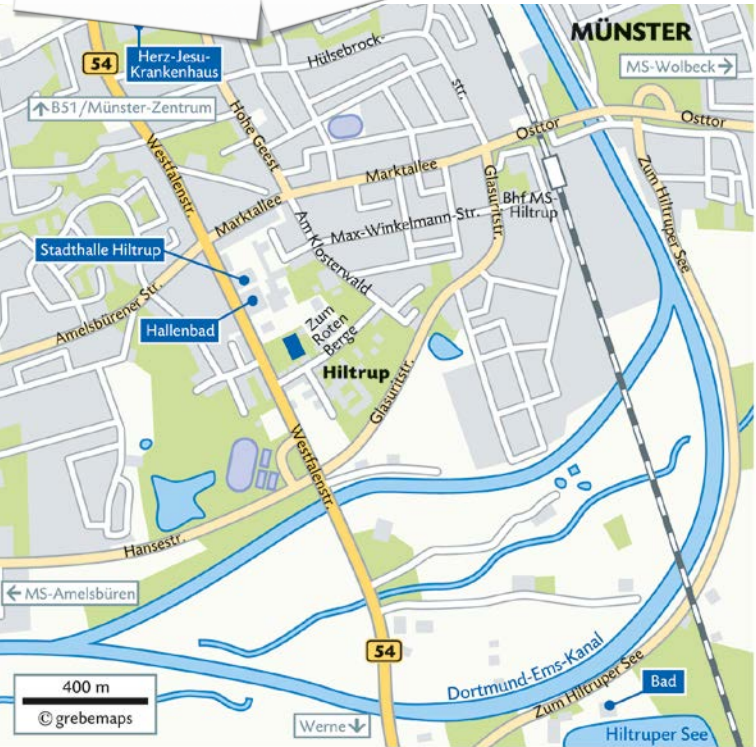 MÜNSTER
54
Herz-Jesu-
Krankenhaus
Hülsebrock-
str.
MS-Wolbeck →
↑ B51/Münster-Zentrum
Hohe Geest
Westfalenstr.
Osttor
Osttor
Marktallee
Marktallee
Glasuritstr.
Bhf MS-
Hiltrup
Zum Hiltruper See
Max-Winkelmann-Str.
Am Klosterwald
Stadthalle Hiltrup
Hallenbad
Amelsbürener Str.
Zum
Roten
Berge
Hiltrup
Glasuritstr.
Westfalenstr.
Hansestr.
← MS-Amelsbüren
54
Dortmund-Ems-Kanal
Zum Hiltruper See
Bad
400 m
© grebemaps
Werne ↓
Hiltruper See